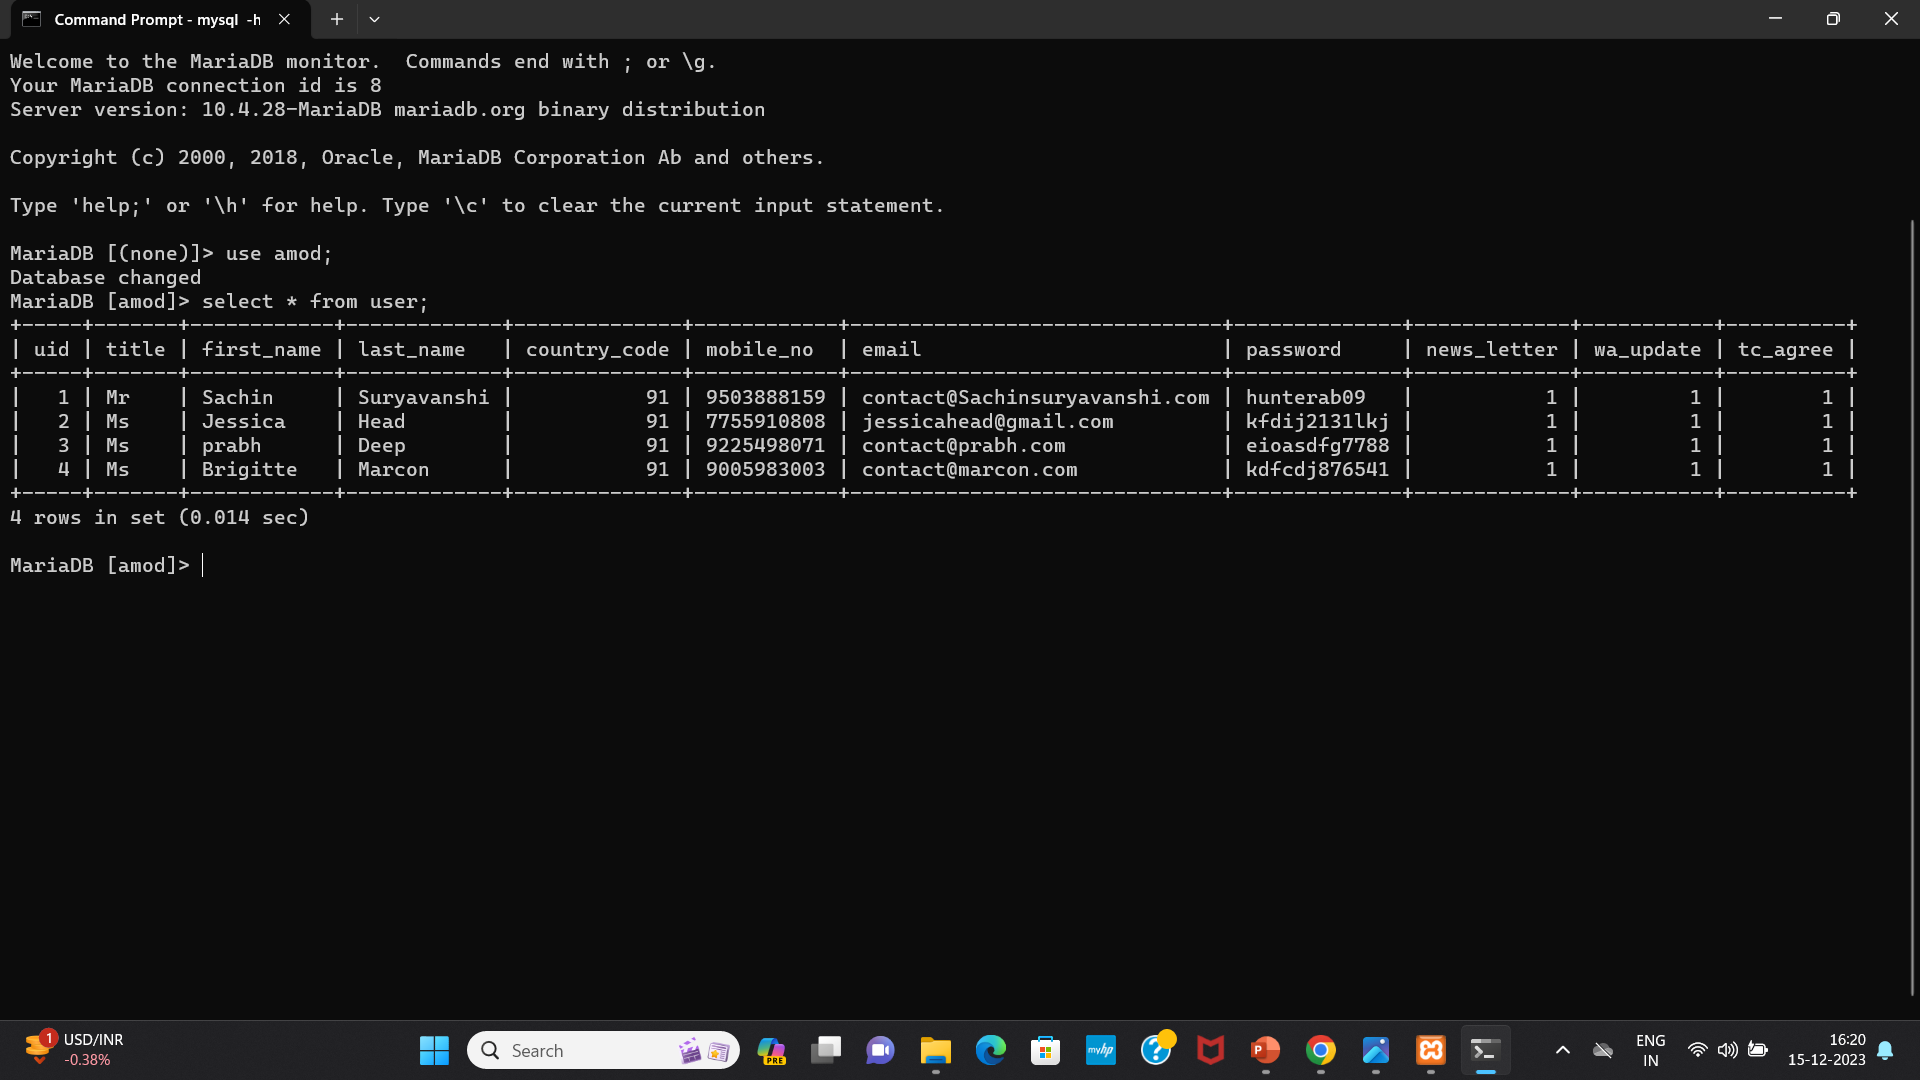 Command Prompt - mysql -h
Welcome to the MariaDB monitor.  Commands end with ; or \g.
Your MariaDB connection id is 8
Server version: 10.4.28-MariaDB mariadb.org binary distribution
Copyright (c) 2000, 2018, Oracle, MariaDB Corporation Ab and others.
Type 'help;' or '\h' for help. Type '\c' to clear the current input statement.
MariaDB [(none)]> use amod;
Database changed
MariaDB [amod]> select * from user;
+-----+-------+------------+-------------+--------------+------------+-------------------------------+--------------+-------------+-----------+----------+
| uid | title | first_name | last_name   | country_code | mobile_no  | email                         | password     | news_letter | wa_update | tc_agree |
+-----+-------+------------+-------------+--------------+------------+-------------------------------+--------------+-------------+-----------+----------+
|   1 | Mr    | Sachin     | Suryavanshi |           91 | 9503888159 | contact@Sachinsuryavanshi.com | hunterab09   |           1 |         1 |        1 |
|   2 | Ms    | Jessica    | Head        |           91 | 7755910808 | jessicahead@gmail.com         | kfdij2131lkj |           1 |         1 |        1 |
|   3 | Ms    | prabh      | Deep        |           91 | 9225498071 | contact@prabh.com             | eioasdfg7788 |           1 |         1 |        1 |
|   4 | Ms    | Brigitte   | Marcon      |           91 | 9005983003 | contact@marcon.com            | kdfcdj876541 |           1 |         1 |        1 |
+-----+-------+------------+-------------+--------------+------------+-------------------------------+--------------+-------------+-----------+----------+
4 rows in set (0.014 sec)
MariaDB [amod]>
1 USD/INR
-0.38%
Search
PRE
myhp
?
P
ENG
IN
16:20
15-12-2023